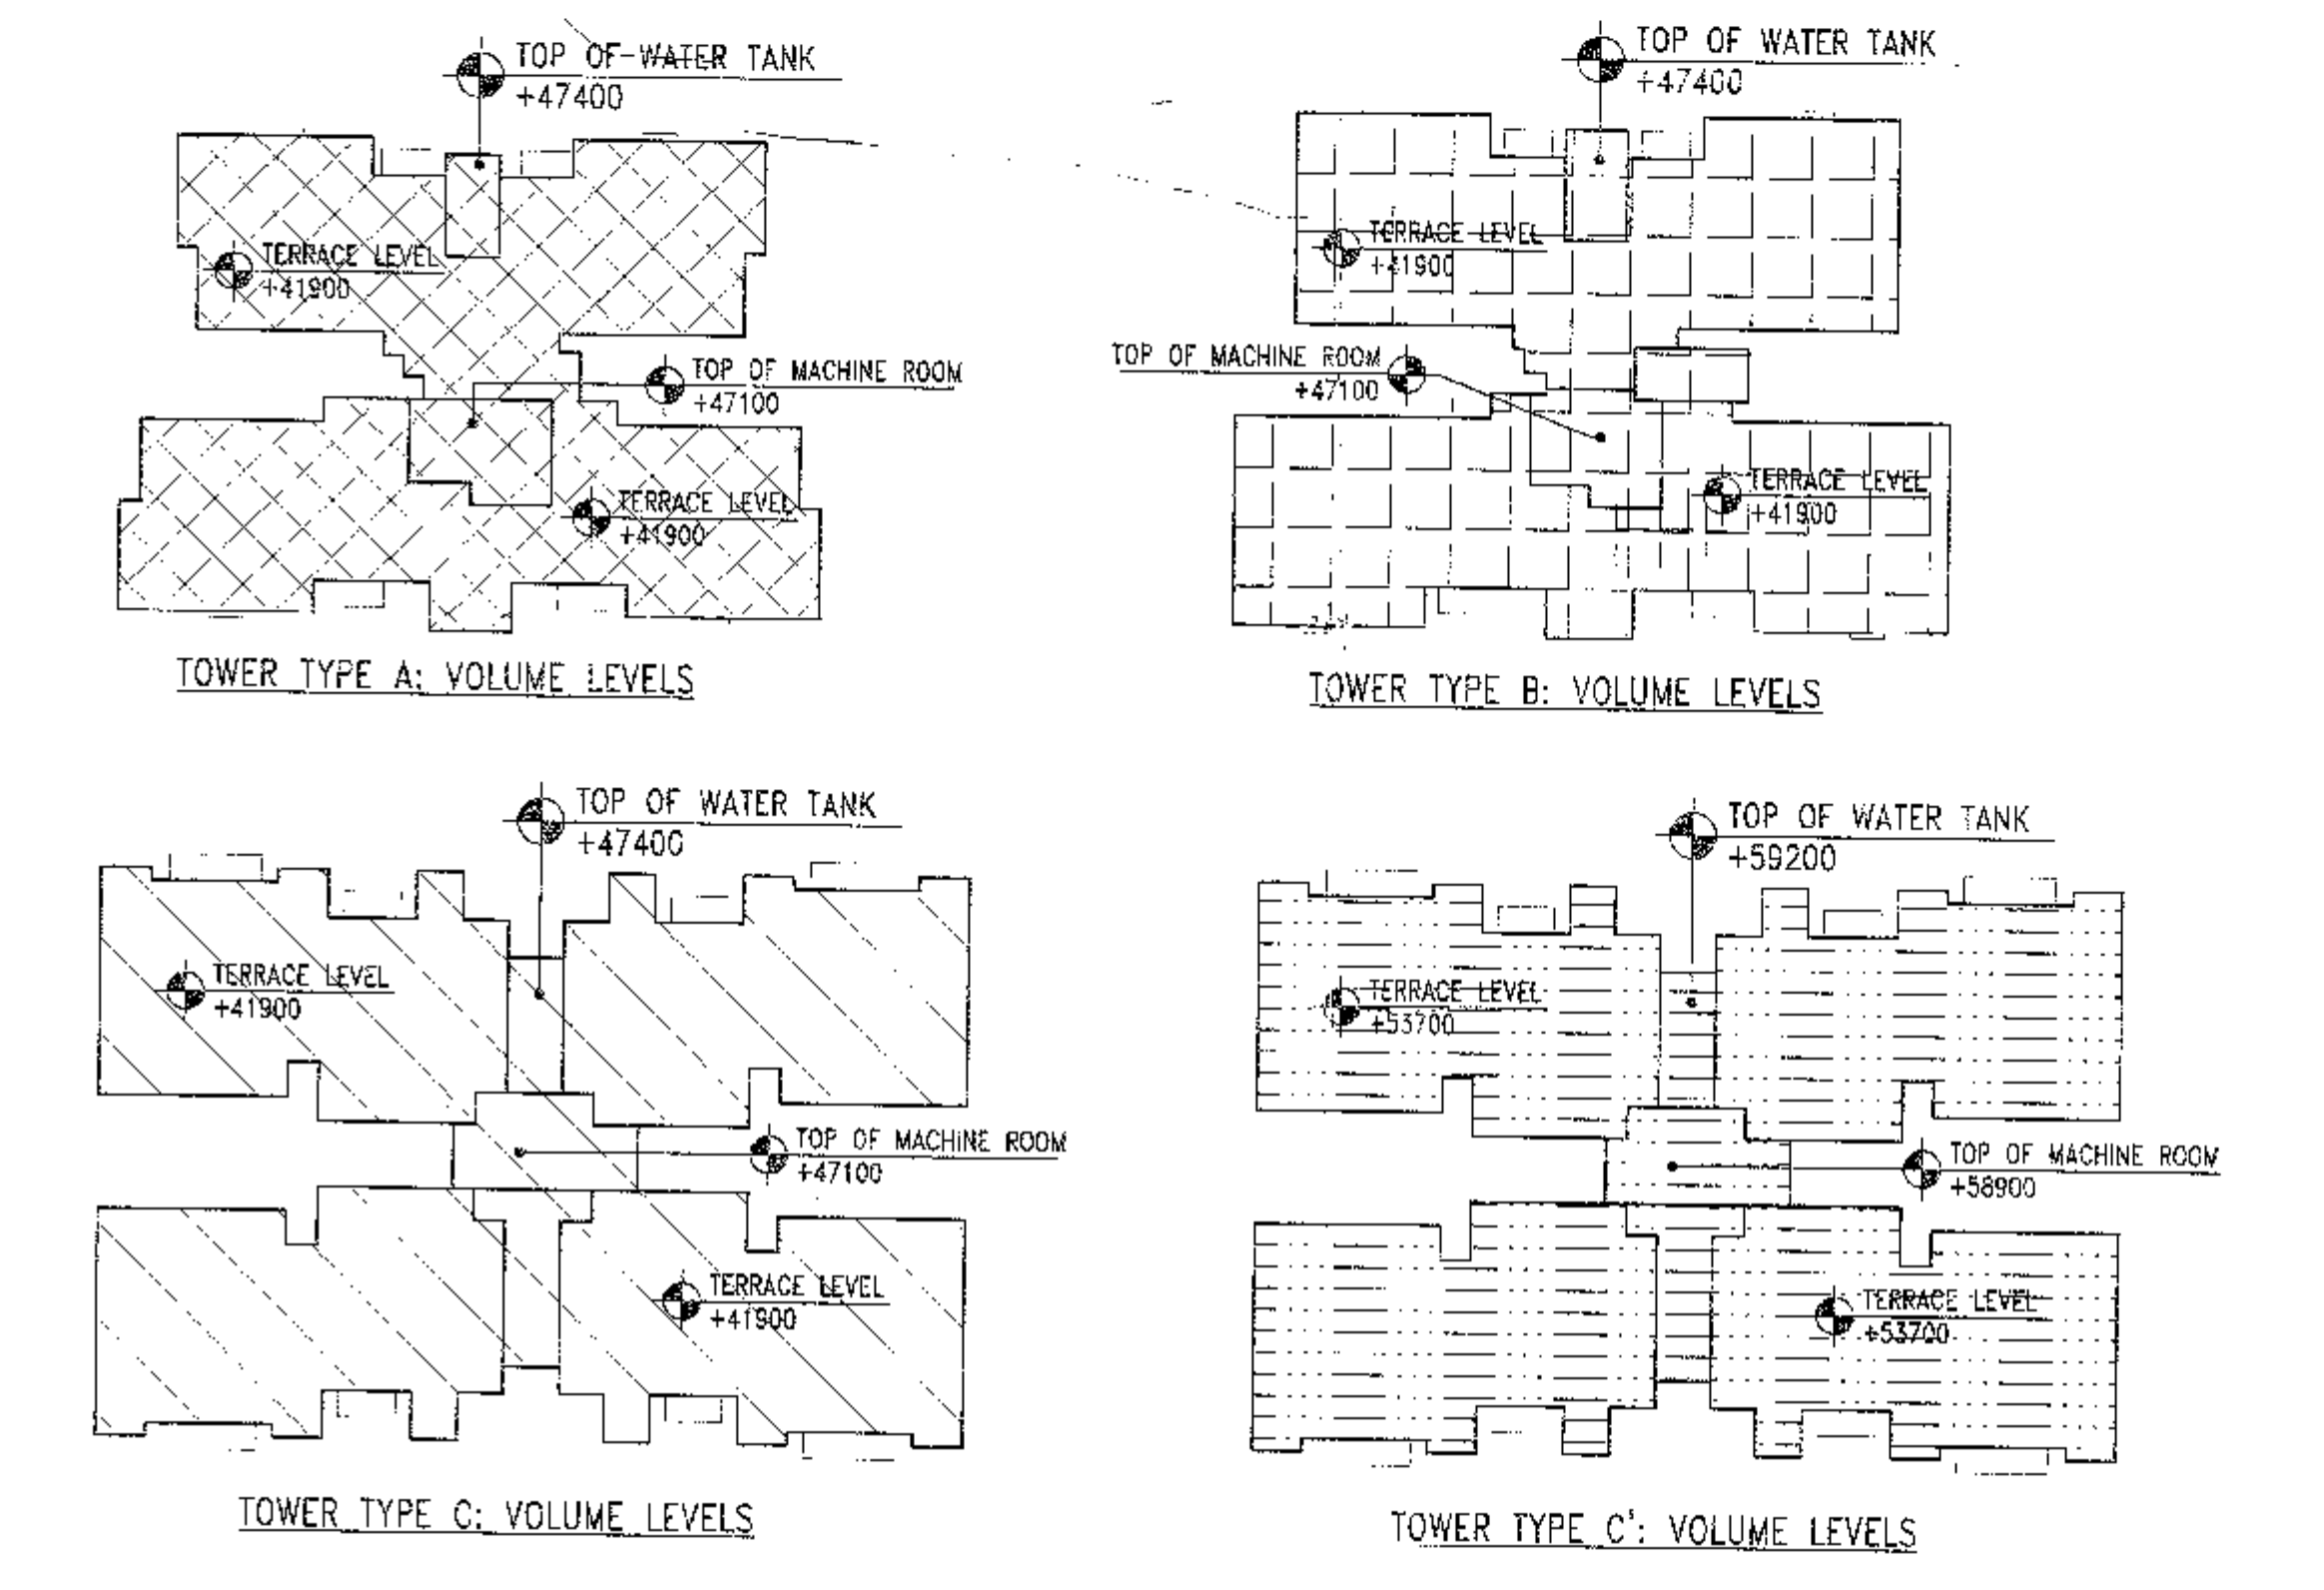 TOP OF WATER TANK
+47400
TERRACE LEVEL
+41900
TOP OF MACHINE ROOM
+47100
TERRACE LEVEL
+41900
TOWER TYPE A: VOLUME LEVELS
TOP OF WATER TANK
+47400
TERRACE LEVEL
+41900
TOP OF MACHINE ROOM
+47100
TERRACE LEVEL
+41900
TOWER TYPE B: VOLUME LEVELS
TOP OF WATER TANK
+47400
TERRACE LEVEL
+41900
TOP OF MACHINE ROOM
+47100
TERRACE LEVEL
+41900
TOWER TYPE C: VOLUME LEVELS
TOP OF WATER TANK
+59200
TERRACE LEVEL
+53700
TOP OF MACHINE ROOM
+58900
TERRACE LEVEL
+53700
TOWER TYPE C': VOLUME LEVELS